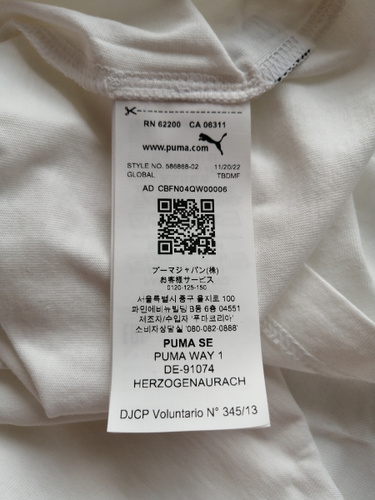 RN 62200 CA 06311
www.puma.com
STYLE NO. 586868-02 11/20/22
GLOBAL TBDMF
AD CBFN04QW00006
プーマジャパン(株)
お客様サービス
0120-125-150
서울특별시 중구 을지로 100
파인에비뉴빌딩 B동 6층 04551
제조자/수입자 '푸마코리아'
소비자상담실 '080-082-0888'
PUMA SE
PUMA WAY 1
DE-91074
HERZOGENAURACH
DJCP Voluntario N° 345/13